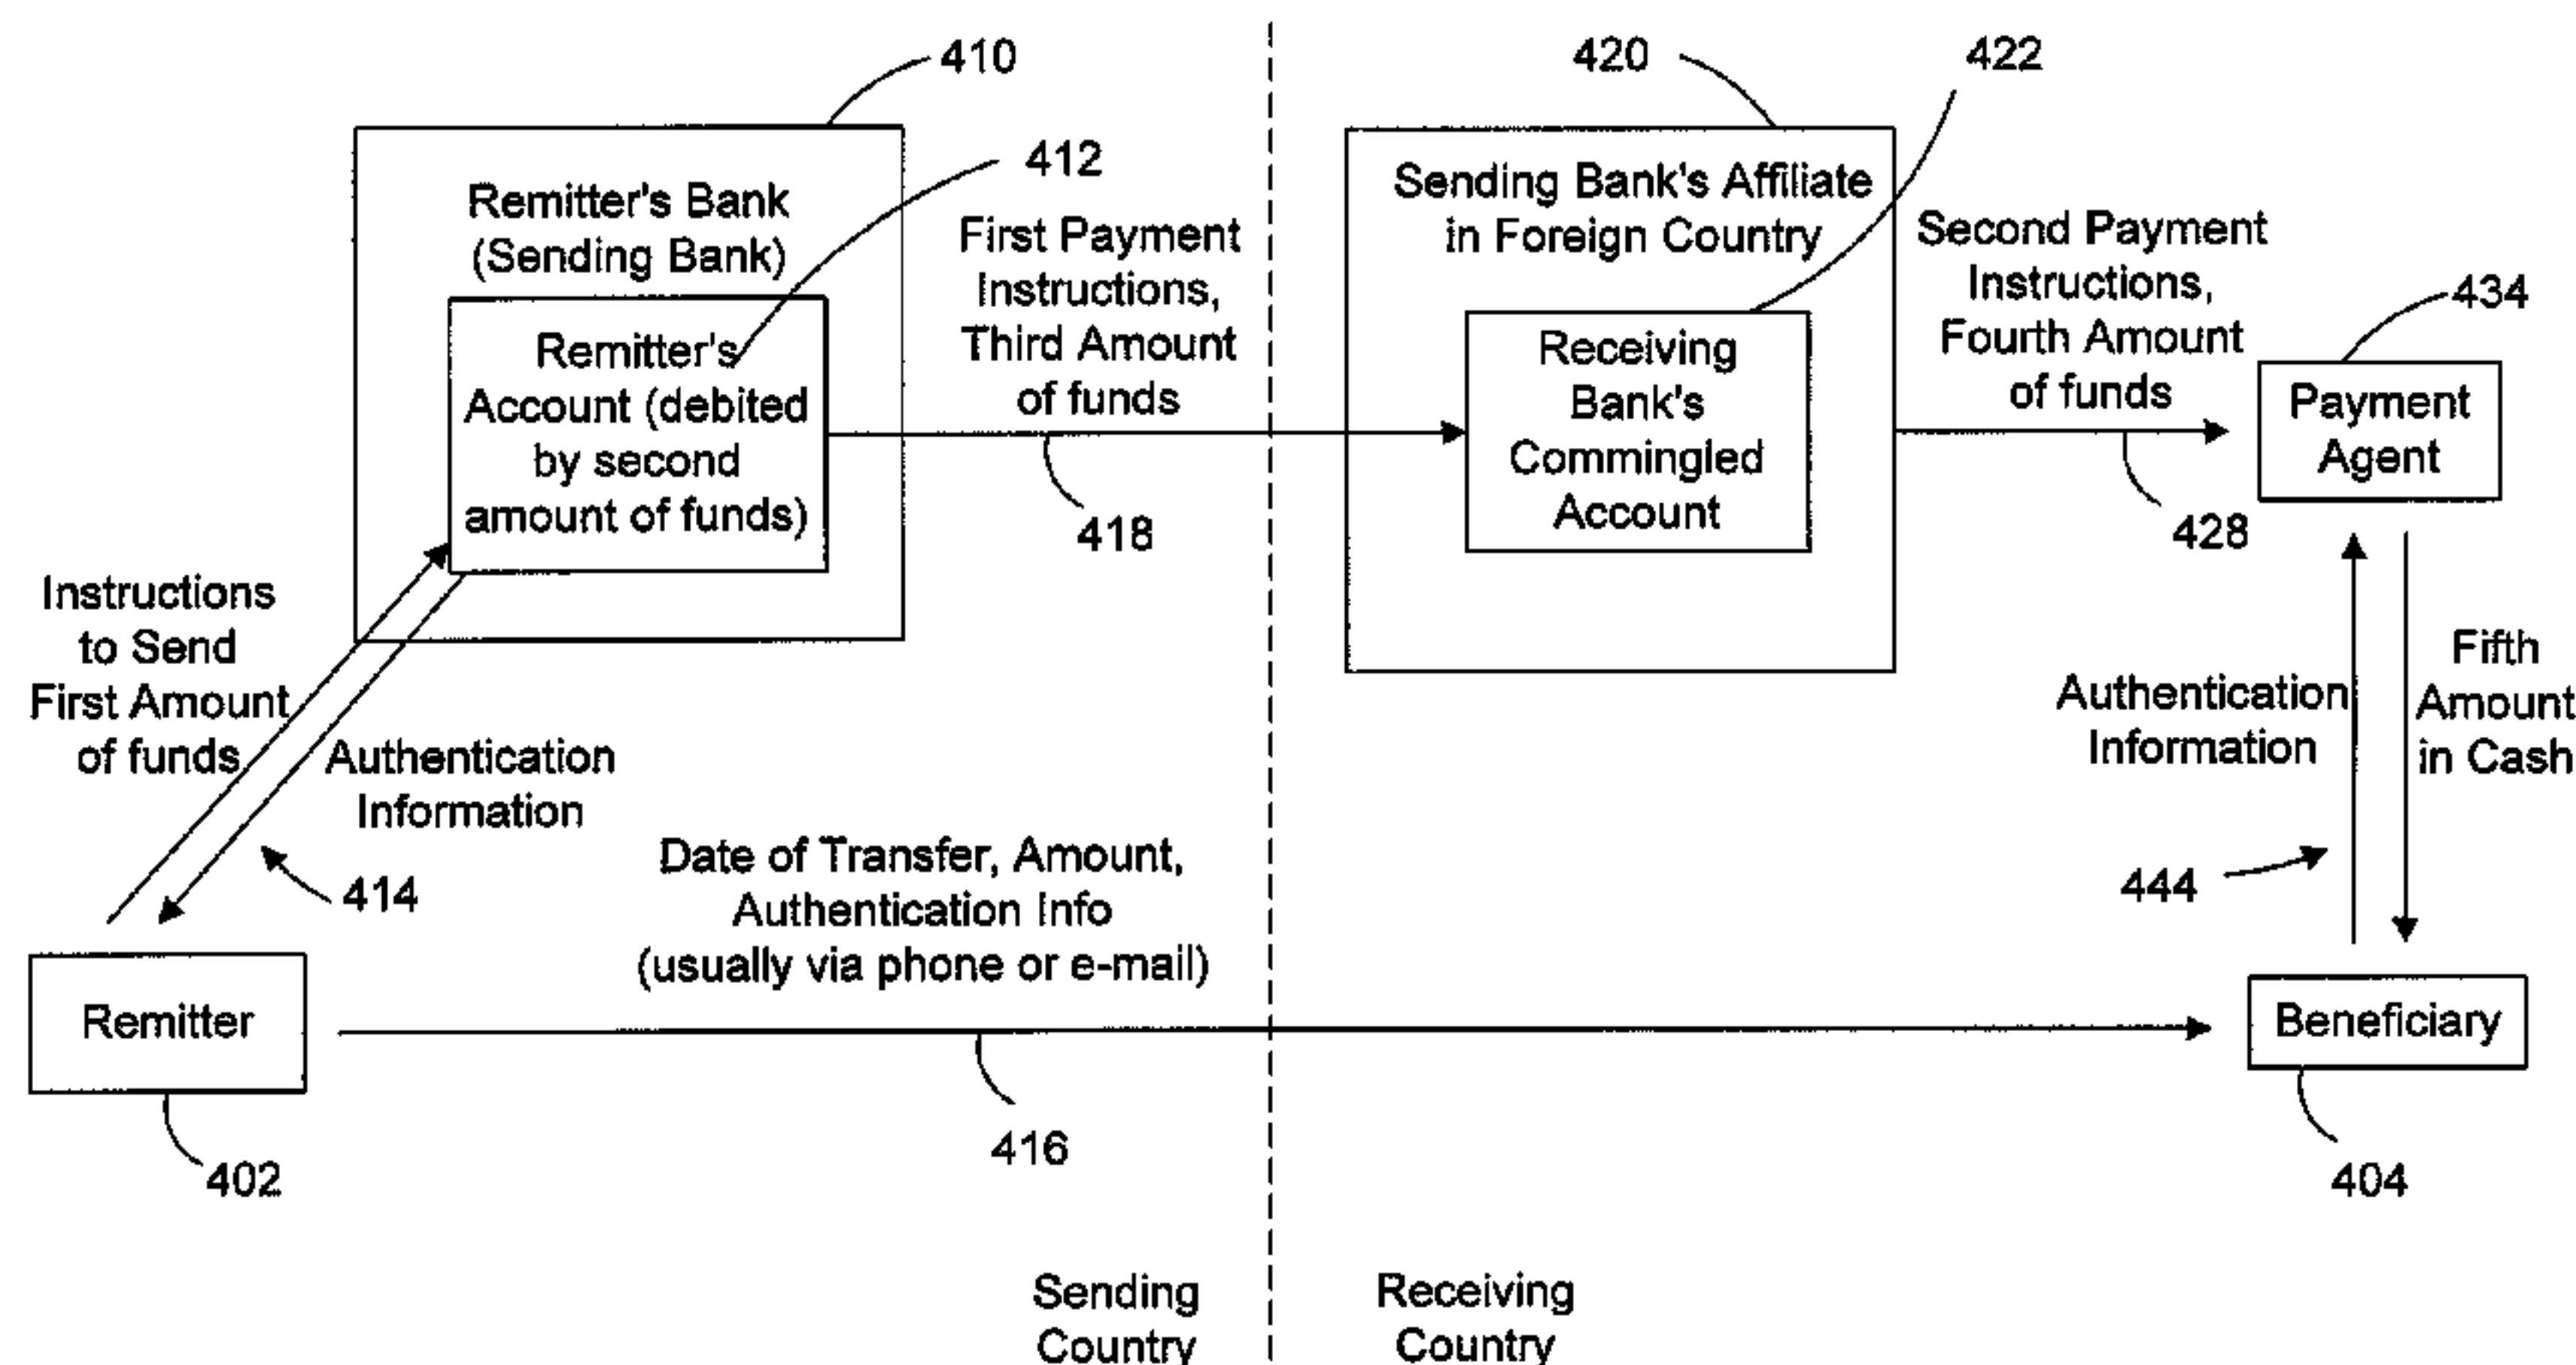 410
420
422
412
Remitter's Bank
(Sending Bank)
Remitter's
Account (debited
by second
amount of funds)
First Payment
Instructions,
Third Amount
of funds
418
Sending Bank's Affiliate
in Foreign Country
Receiving
Bank's
Commingled
Account
Second Payment
Instructions,
Fourth Amount
of funds
428
434
Payment
Agent
Instructions
to Send
First Amount
of funds
Authentication
Information
414
Date of Transfer, Amount,
Authentication Info
(usually via phone or e-mail)
416
Authentication
Information
444
Fifth
Amount
in Cash
Remitter
402
Beneficiary
404
Sending
Country
Receiving
Country